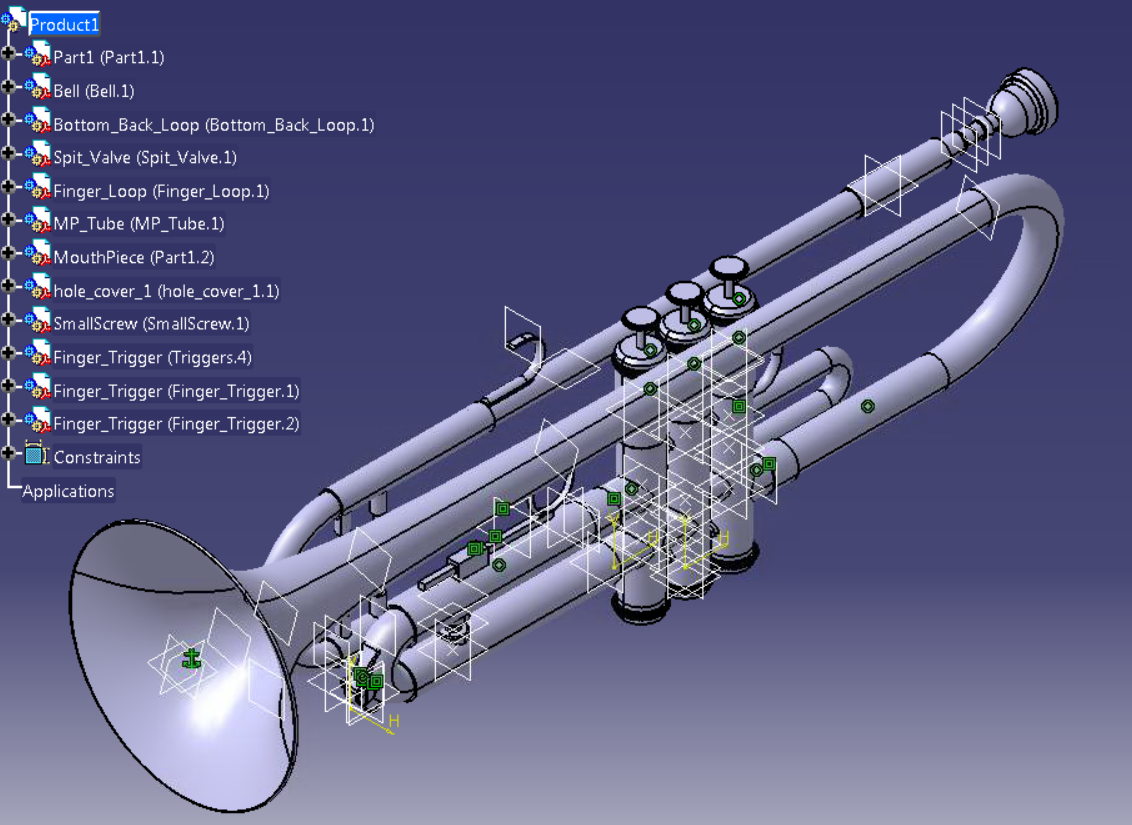 Product1
Part1 (Part1.1)
Bell (Bell.1)
Bottom_Back_Loop (Bottom_Back_Loop.1)
Spit_Valve (Spit_Valve.1)
Finger_Loop (Finger_Loop.1)
MP_Tube (MP_Tube.1)
MouthPiece (Part1.2)
hole_cover_1 (hole_cover_1.1)
SmallScrew (SmallScrew.1)
Finger_Trigger (Triggers.4)
Finger_Trigger (Finger_Trigger.1)
Finger_Trigger (Finger_Trigger.2)
Constraints
Applications
V H V H
H